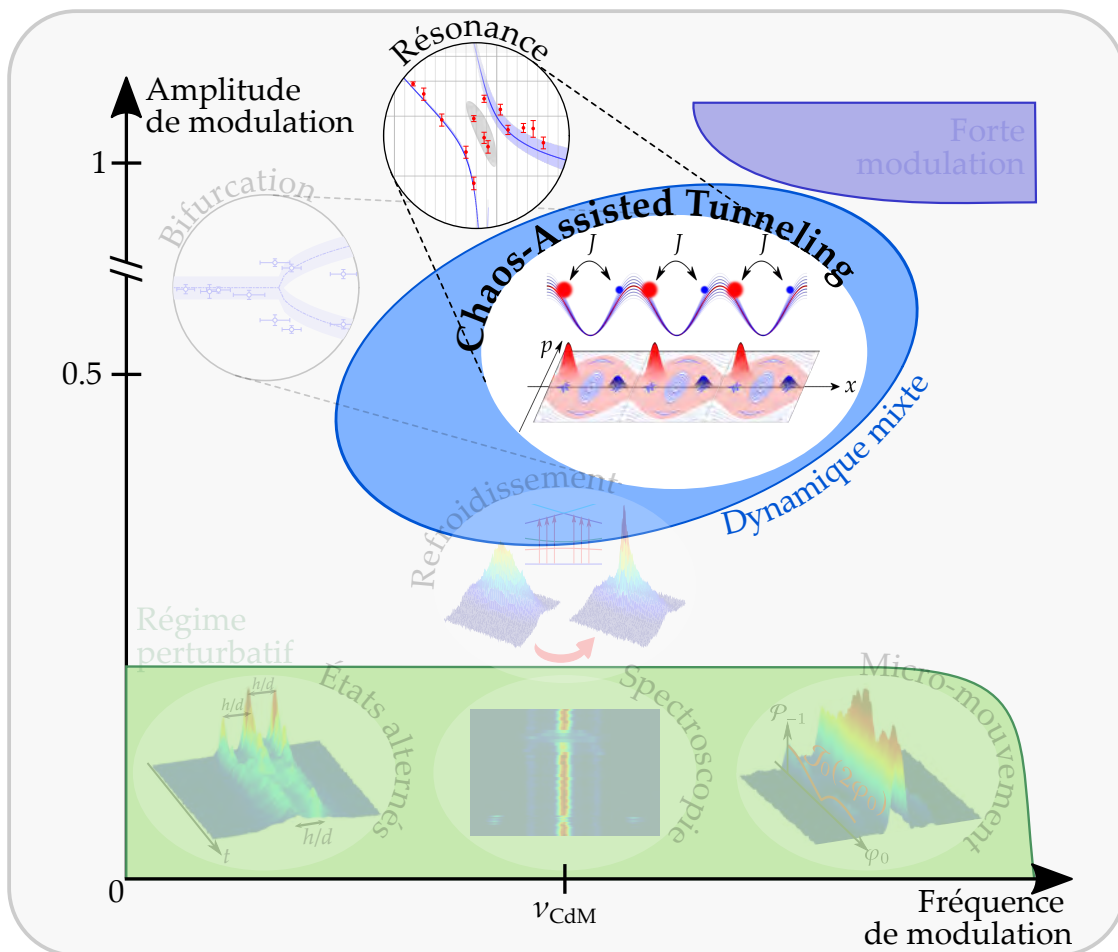 Résonance
Amplitude
de modulation
1
Forte
modulation
Bifurcation
Chaos-Assisted Tunneling
J
J
J
p
x
0.5
Dynamique mixte
Refroidissement
Régime
perturbatif
États alternés
h/d
h/d
h/d
t
Spectroscopie
Micro-mouvement
𝒫₋₁
φ₀
0
ν_CdM
Fréquence
de modulation